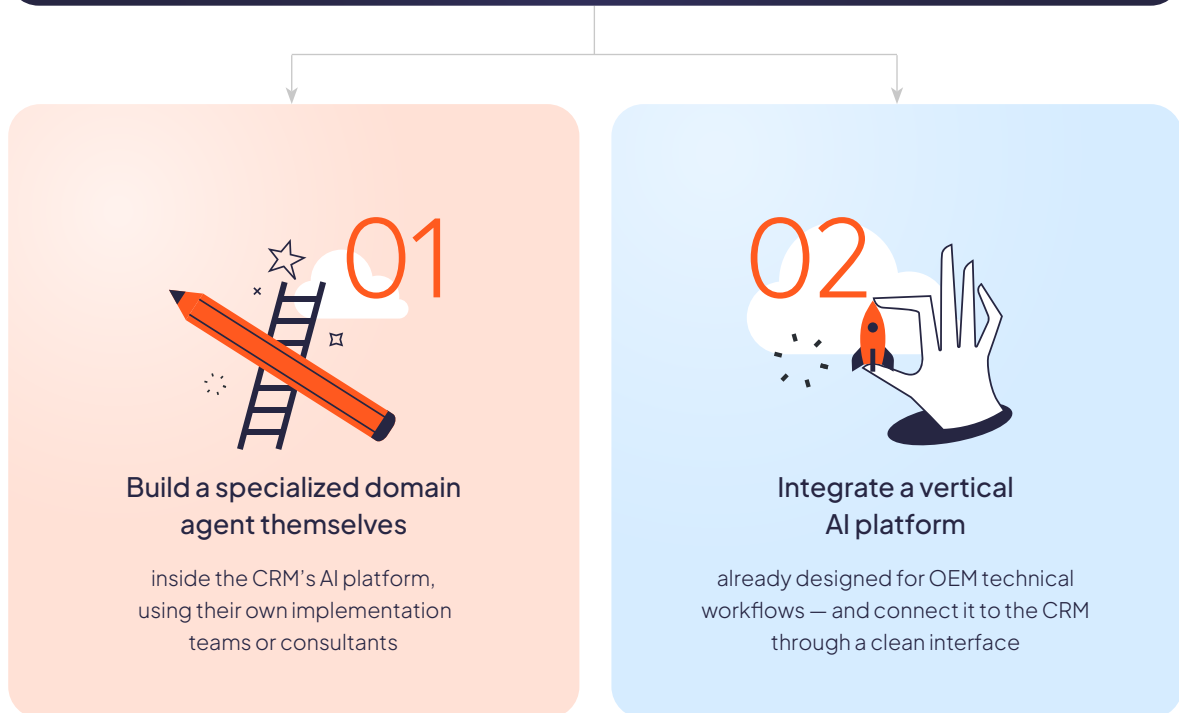 01
Build a specialized domain
agent themselves
inside the CRM’s AI platform,
using their own implementation
teams or consultants
02
Integrate a vertical
AI platform
already designed for OEM technical
workflows — and connect it to the CRM
through a clean interface